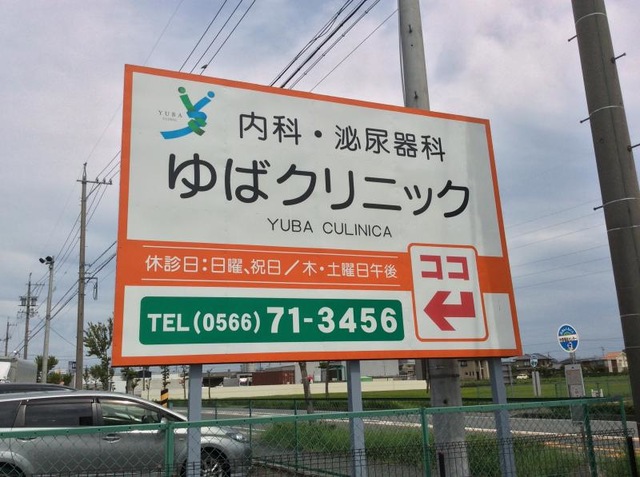 YUBA
内科・泌尿器科
ゆばクリニック
YUBA CULINICA
休診日:日曜、祝日/木・土曜日午後
ココ
TEL(0566)71-3456